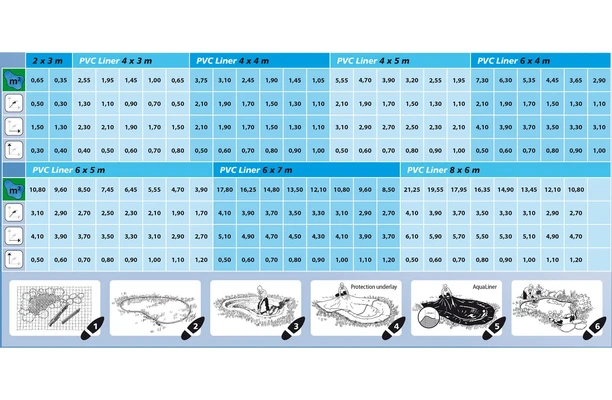 2 x 3 m PVC Liner 4 x 3 m PVC Liner 4 x 4 m PVC Liner 4 x 5 m PVC Liner 6 x 4 m
m² 0,65 0,35 2,55 1,95 1,45 1,00 0,65 3,75 3,10 2,45 1,90 1,45 1,05 5,55 4,70 3,90 3,20 2,55 1,95 7,30 6,30 5,35 4,45 3,65 2,90
0,50 0,30 1,30 1,10 0,90 0,70 0,50 2,10 1,90 1,70 1,50 1,30 1,10 2,10 1,90 1,70 1,50 1,30 1,10 2,10 1,90 1,70 1,50 1,30 1,10
1,50 1,30 2,30 2,10 1,90 1,70 1,50 2,10 1,90 1,70 1,50 1,30 1,10 3,10 2,90 2,70 2,50 2,30 2,10 4,10 3,90 3,70 3,50 3,30 3,10
0,30 0,40 0,40 0,50 0,60 0,70 0,80 0,50 0,60 0,70 0,80 0,90 1,00 0,50 0,60 0,70 0,80 0,90 1,00 0,50 0,60 0,70 0,80 0,90 1,00
PVC Liner 6 x 5 m PVC Liner 6 x 7 m PVC Liner 8 x 6 m
m² 10,80 9,60 8,50 7,45 6,45 5,55 4,70 3,90 17,80 16,25 14,80 13,50 12,10 10,80 9,60 8,50 21,25 19,55 17,95 16,35 14,90 13,45 12,10 10,80
3,10 2,90 2,70 2,50 2,30 2,10 1,90 1,70 4,10 3,90 3,70 3,50 3,30 3,10 2,90 2,70 4,10 3,90 3,70 3,50 3,30 3,10 2,90 2,70
4,10 3,90 3,70 3,50 3,30 3,10 2,90 2,70 5,10 4,90 4,70 4,50 4,30 4,10 3,90 3,70 6,10 5,90 5,70 5,50 5,30 5,10 4,90 4,70
0,50 0,60 0,70 0,80 0,90 1,00 1,10 1,20 0,50 0,60 0,70 0,80 0,90 1,00 1,10 1,20 0,50 0,60 0,70 0,80 0,90 1,00 1,10 1,20
Protection underlay AquaLiner
1 2 3 4 5 6